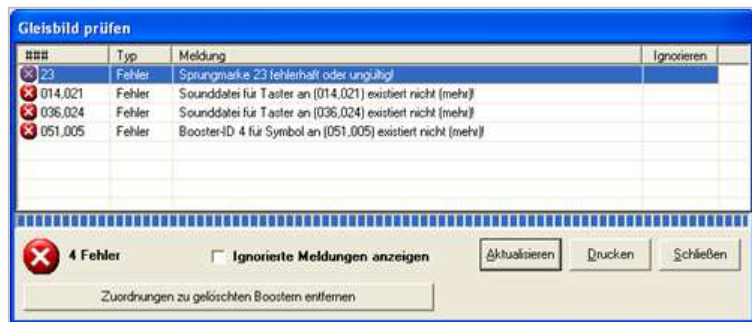 Gleisbild prüfen
### Typ Meldung Ignorieren
23 Fehler Sprungmarke 23 fehlerhaft oder ungültig!
014,021 Fehler Sounddatei für Taster an (014,021) existiert nicht (mehr)!
036,024 Fehler Sounddatei für Taster an (036,024) existiert nicht (mehr)!
051,005 Fehler Booster-ID 4 für Symbol an (051,005) existiert nicht (mehr)!
4 Fehler Ignorierte Meldungen anzeigen Aktualisieren Drucken Schließen
Zuordnungen zu gelöschten Boostern entfernen